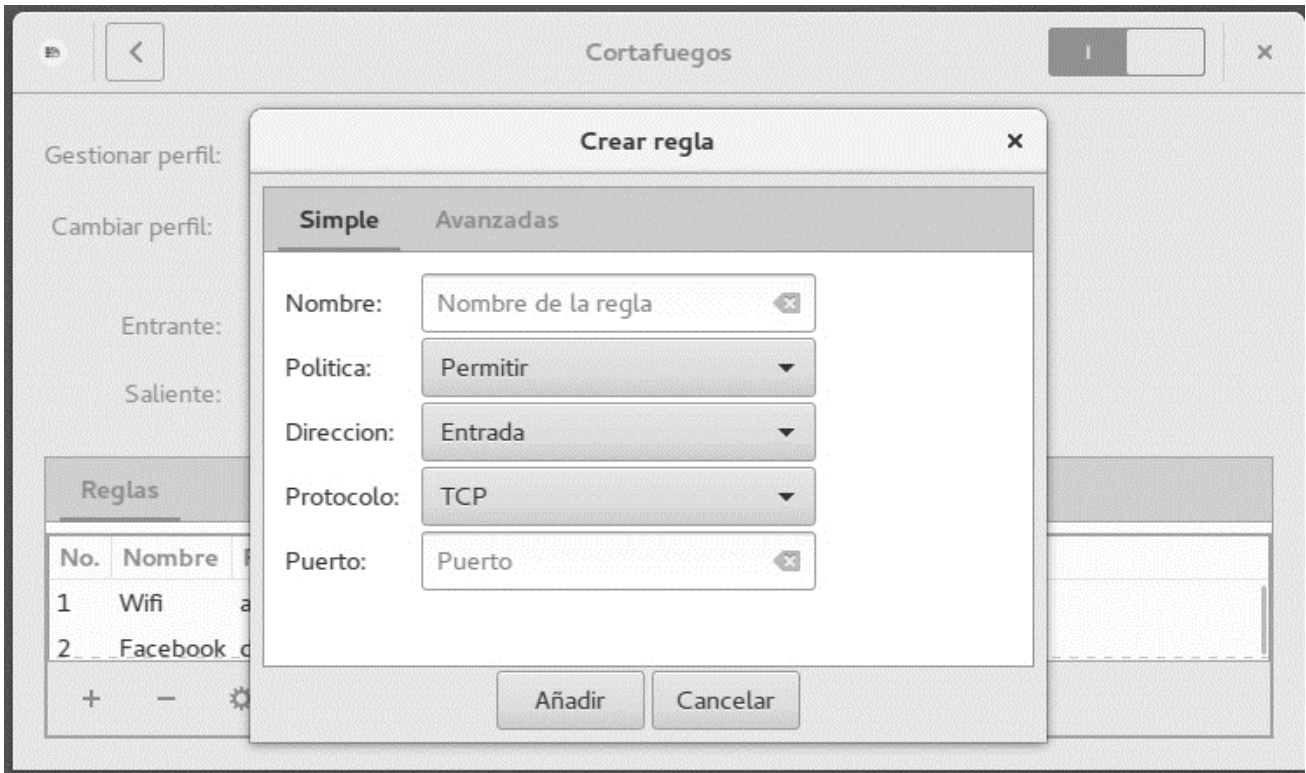 Cortafuegos
Crear regla
Gestionar perfil:
Cambiar perfil:
Entrante:
Saliente:
Simple Avanzadas
Nombre: Nombre de la regla
Politica: Permitir
Direccion: Entrada
Protocolo: TCP
Puerto: Puerto
Añadir Cancelar
Reglas
No. Nombre
1 Wifi
2 Facebook